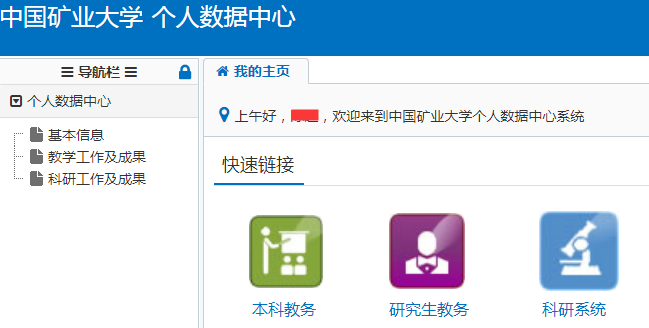 中国矿业大学 个人数据中心
导航栏
我的主页
个人数据中心
上午好，，欢迎来到中国矿业大学个人数据中心系统
基本信息
教学工作及成果
科研工作及成果
快速链接
本科教务
研究生教务
科研系统